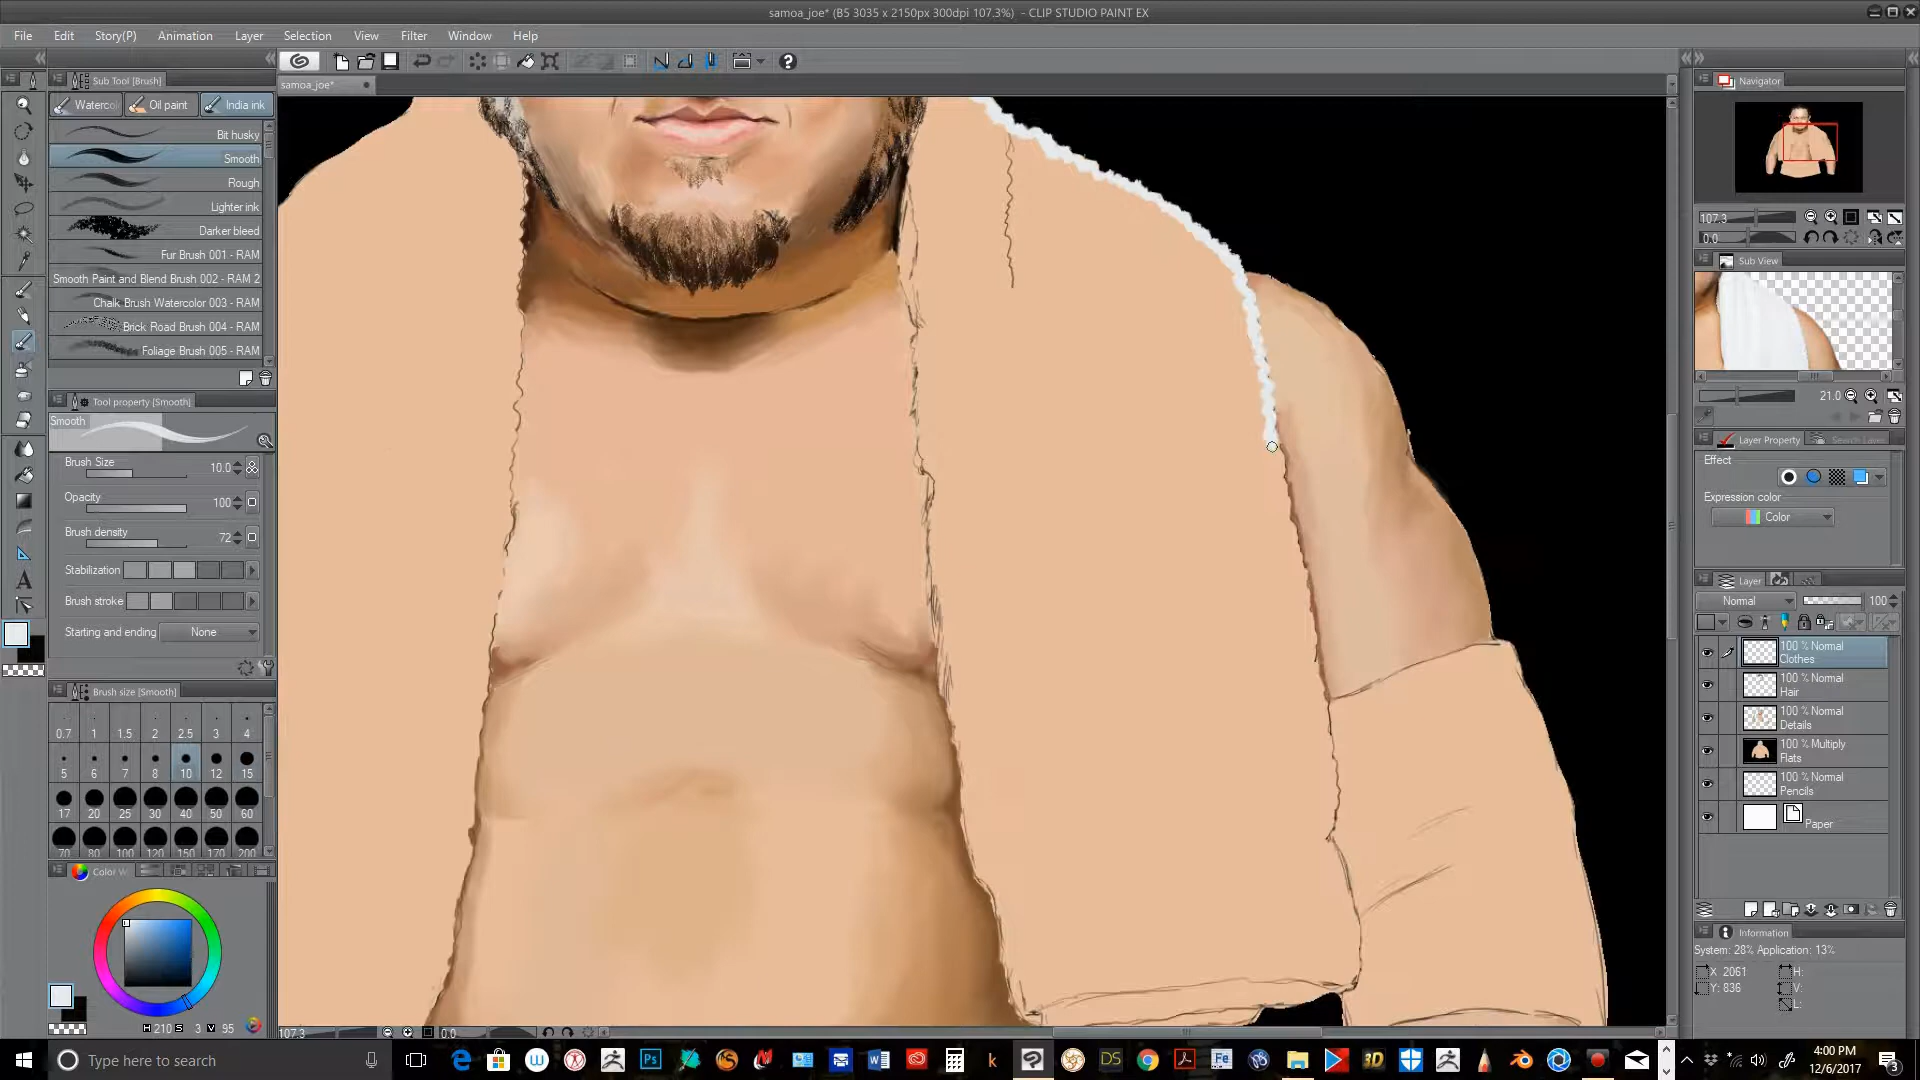 samoa_joe* (B5 3035 x 2150px 300dpi 107.3%) - CLIP STUDIO PAINT EX
File Edit Story(P) Animation Layer Selection View Filter Window Help
Sub Tool [Brush]
samoa_joe*
Navigator
Watercol Oil paint India ink
Bit husky
Smooth
Rough
Lighter ink
Darker bleed
Fur Brush 001 - RAM
Smooth Paint and Blend Brush 002 - RAM 2
Chalk Brush Watercolor 003 - RAM
Brick Road Brush 004 - RAM
Foliage Brush 005 - RAM
Tool property [Smooth]
Smooth
Brush Size 10.0
Opacity 100
Brush density 72
Stabilization
Brush stroke
Starting and ending None
Brush size [Smooth]
0.7 1 1.5 2 2.5 3 4
5 6 7 8 10 12 15
17 20 25 30 40 50 60
70 80 100 120 150 170 200
Color W
H 210 S 3 V 95
107.3
0.0
Sub View
21.0
Layer Property Search Layer
Effect
Expression color
Color
Layer
Normal 100
100 % Normal
Clothes
100 % Normal
Hair
100 % Normal
Details
100 % Multiply
Flats
100 % Normal
Pencils
Paper
Information
System: 28% Application: 13%
X 2061 H:
Y: 836 V:
L:
107.3 0.0
Type here to search
Ps
DS
Fe
3D
4:00 PM
12/6/2017
3